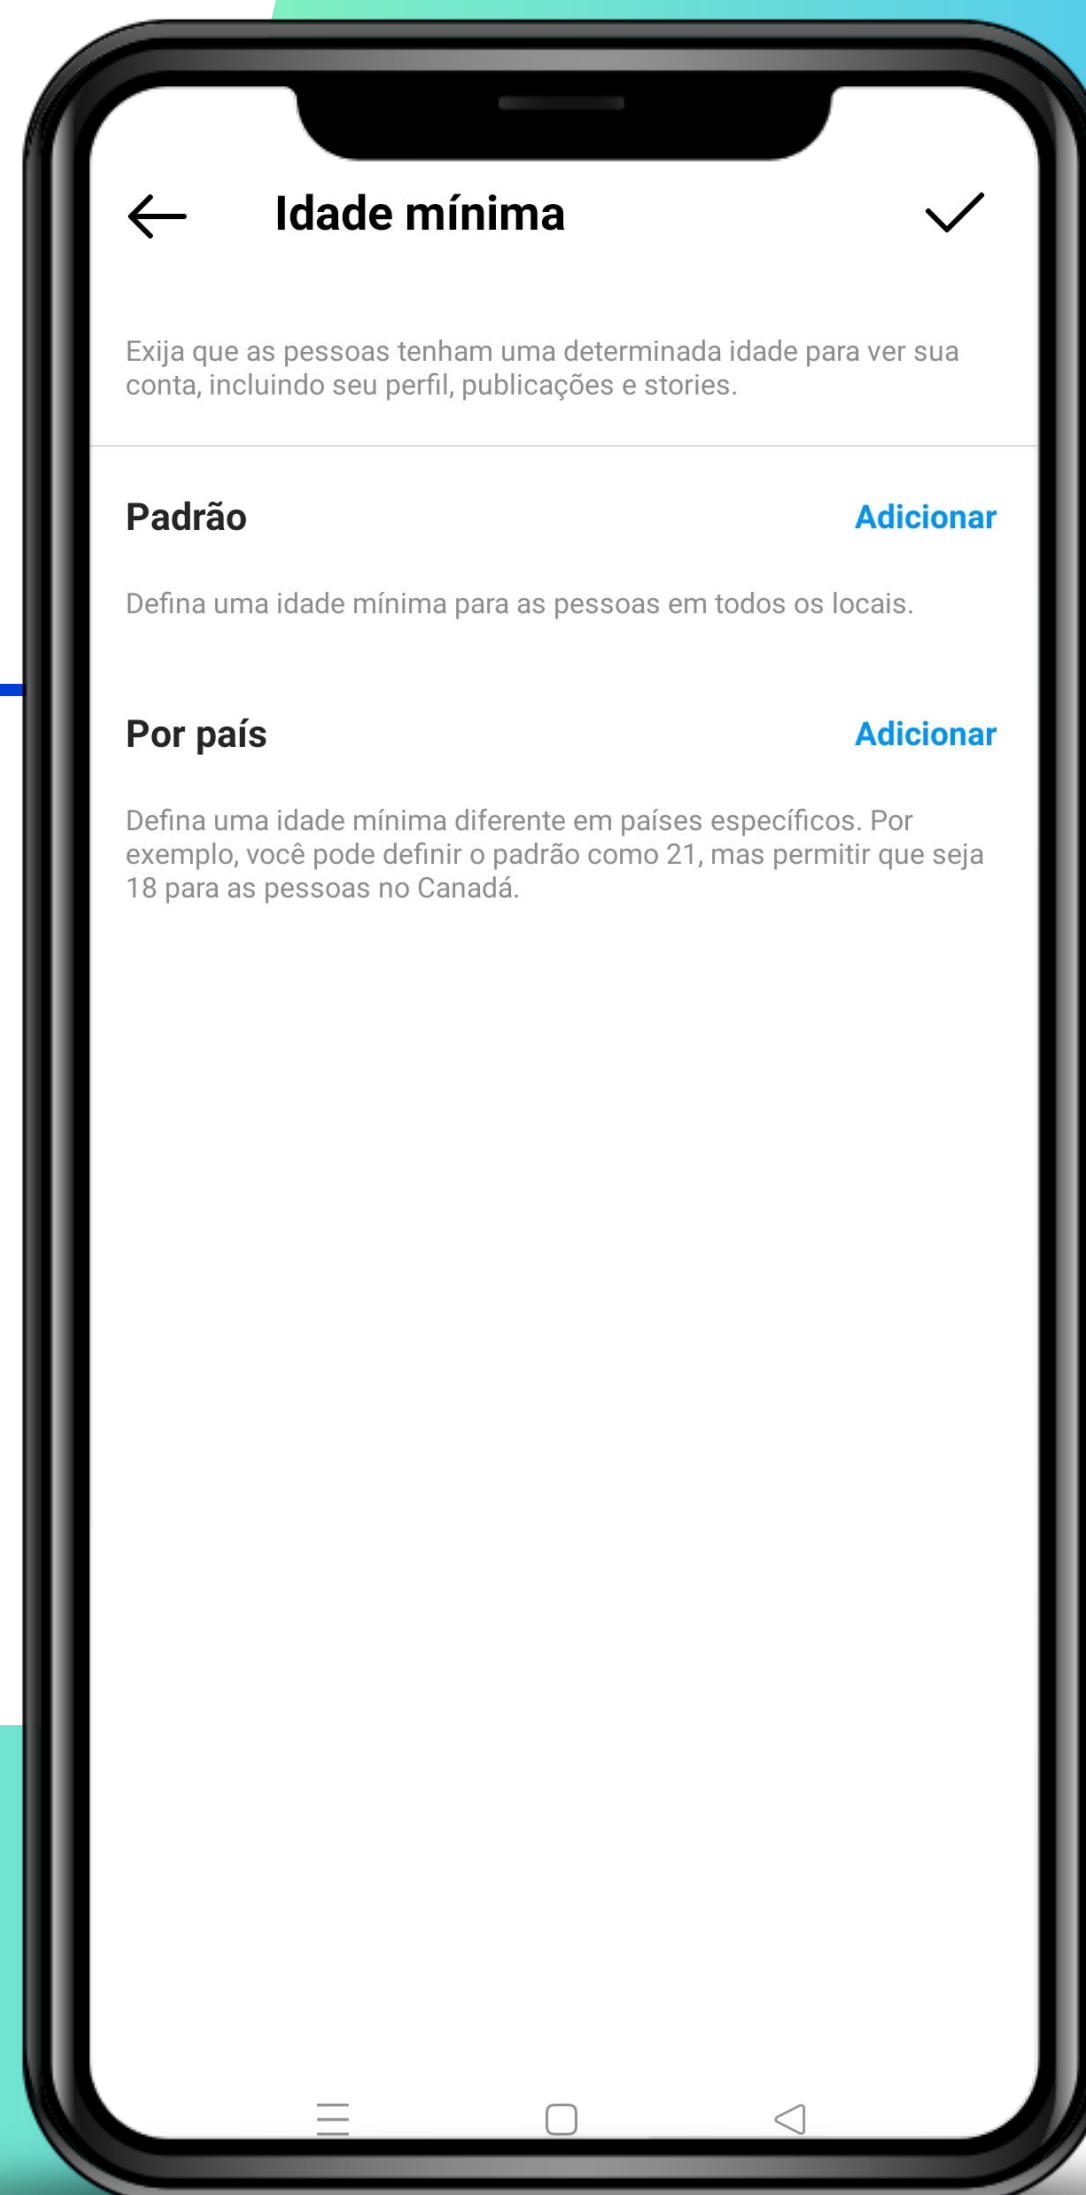 Idade mínima
Exija que as pessoas tenham uma determinada idade para ver sua
conta, incluindo seu perfil, publicações e stories.
Padrão
Adicionar
Defina uma idade mínima para as pessoas em todos os locais.
Por país
Adicionar
Defina uma idade mínima diferente em países específicos. Por
exemplo, você pode definir o padrão como 21, mas permitir que seja
18 para as pessoas no Canadá.